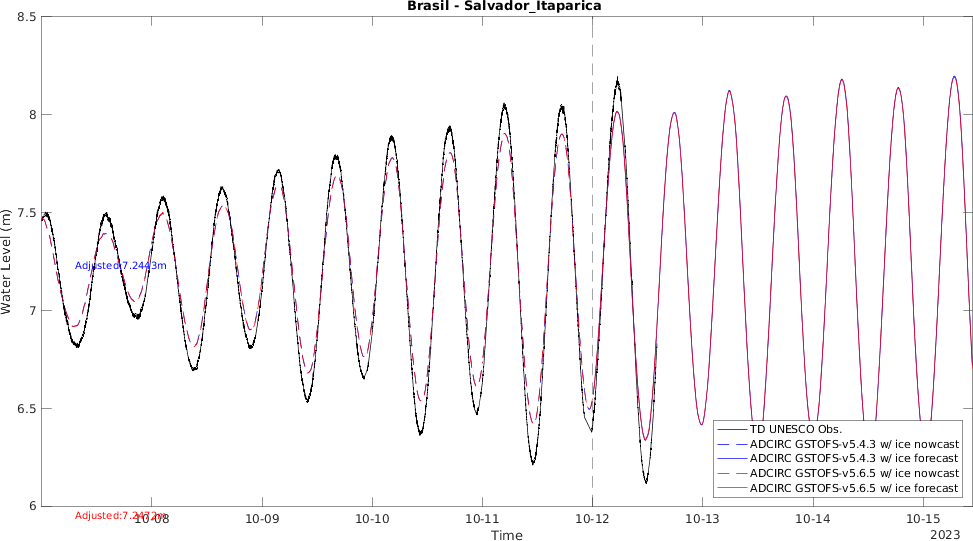 Brasil - Salvador_Itaparica
8.5
8
7.5
7
6.5
6
Water Level (m)
Adjusted:7.2443m
Adjusted:7.2472m
TD UNESCO Obs.
ADCIRC GSTOFS-v5.4.3 w/ ice nowcast
ADCIRC GSTOFS-v5.4.3 w/ ice forecast
ADCIRC GSTOFS-v5.6.5 w/ ice nowcast
ADCIRC GSTOFS-v5.6.5 w/ ice forecast
10-08 10-09 10-10 10-11 10-12 10-13 10-14 10-15
Time
2023